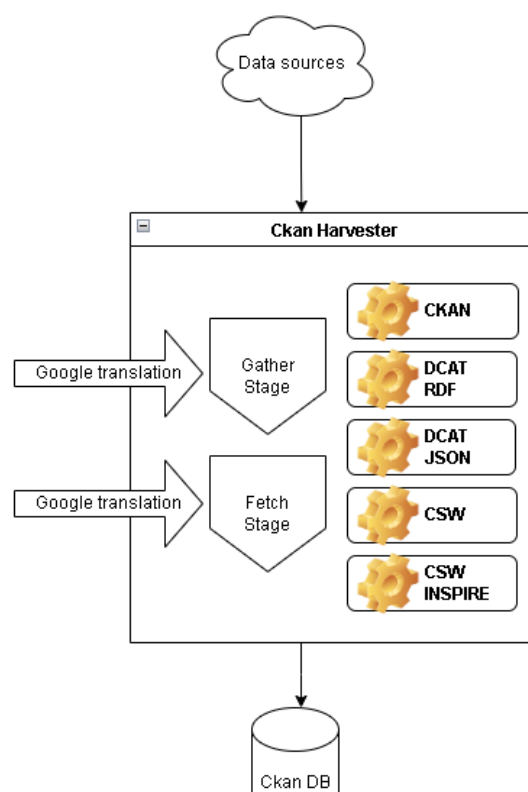 Data sources
Ckan Harvester
CKAN
Google translation
Gather
Stage
DCAT
RDF
DCAT
JSON
Google translation
Fetch
Stage
CSW
CSW
INSPIRE
Ckan DB